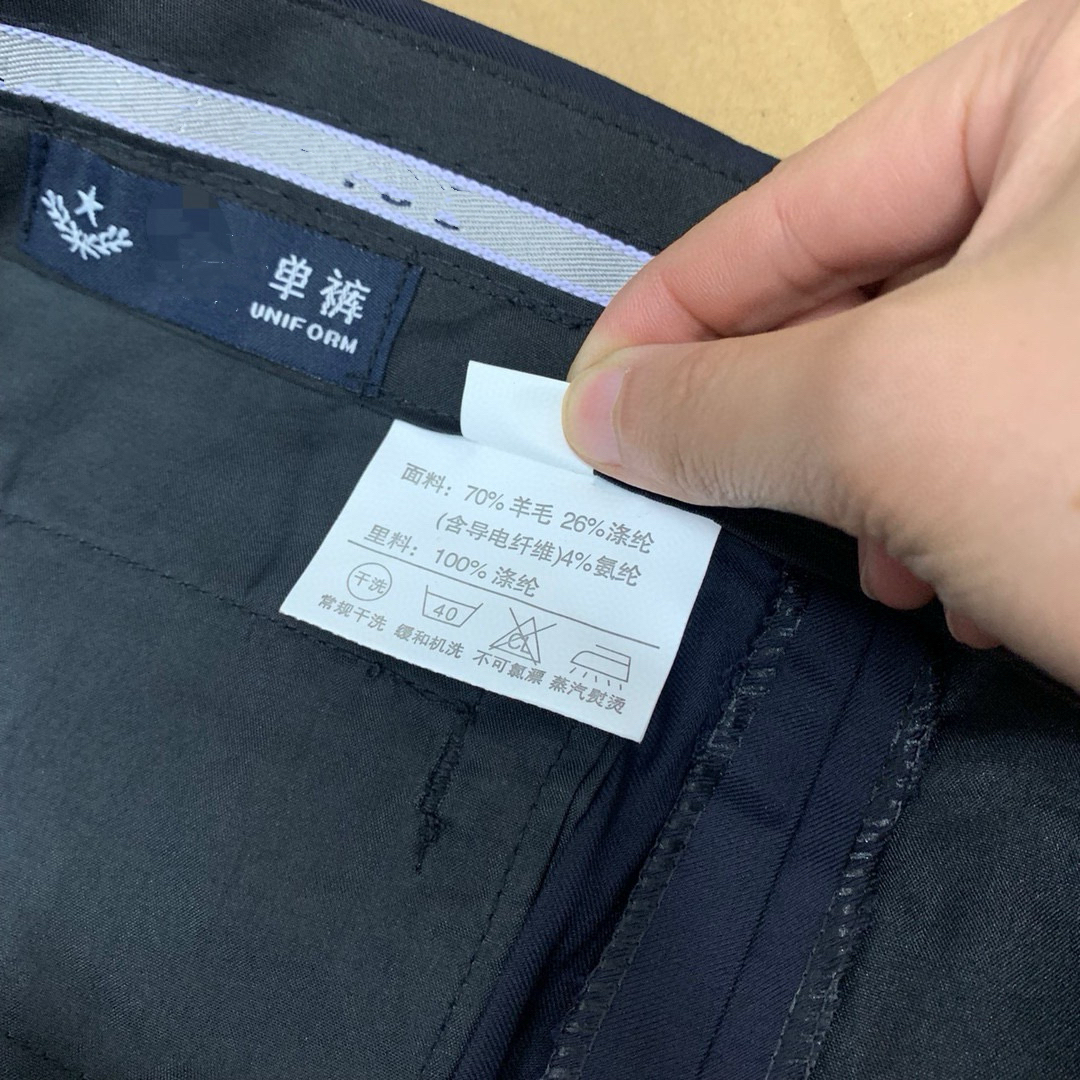 单裤
UNIFORM
面料：70%羊毛 26%涤纶
(含导电纤维)4%氨纶
里料：100%涤纶
干洗 40 CL
常规干洗 缓和机洗 不可氯漂 蒸汽熨烫